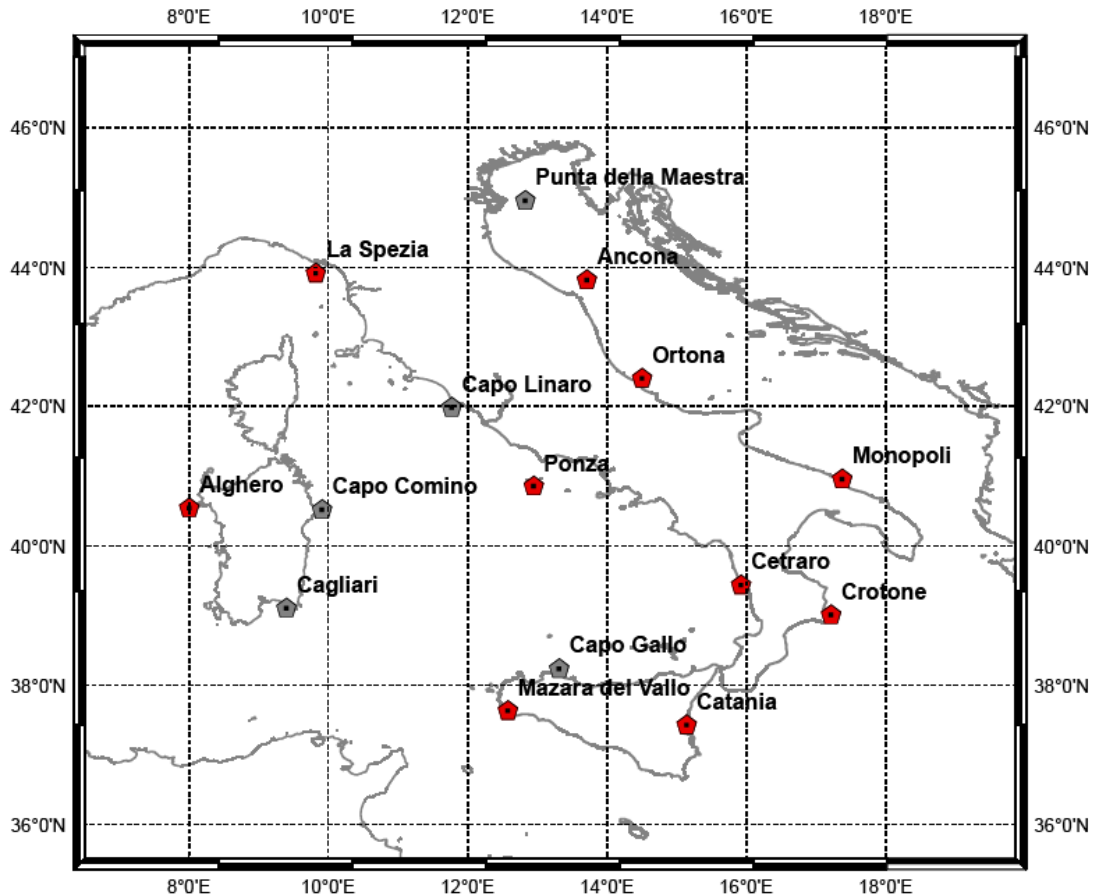 8°0'E 10°0'E 12°0'E 14°0'E 16°0'E 18°0'E
46°0'N 46°0'N
Punta della Maestra
La Spezia
Ancona
44°0'N 44°0'N
Ortona
Capo Linaro
42°0'N 42°0'N
Monopoli
Ponza
Alghero Capo Comino
40°0'N 40°0'N
Cetraro
Cagliari
Crotone
Capo Gallo
38°0'N 38°0'N
Mazara del Vallo
Catania
36°0'N 36°0'N
8°0'E 10°0'E 12°0'E 14°0'E 16°0'E 18°0'E